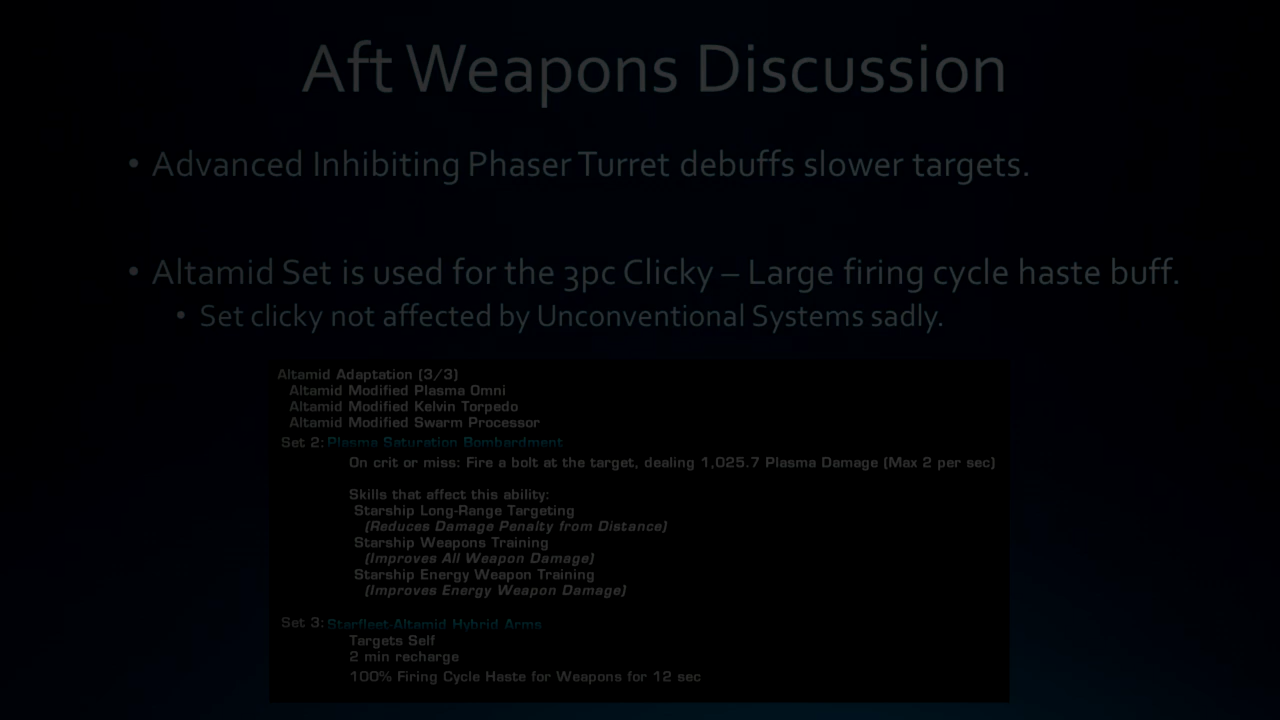 Aft Weapons Discussion
• Advanced Inhibiting Phaser Turret debuffs slower targets.
• Altamid Set is used for the 3pc Clicky – Large firing cycle haste buff.
• Set clicky not affected by Unconventional Systems sadly.
Altamid Adaptation (3/3)
Altamid Modified Plasma Omni
Altamid Modified Kelvin Torpedo
Altamid Modified Swarm Processor
Set 2: Plasma Saturation Bombardment
On crit or miss: Fire a bolt at the target, dealing 1,025.7 Plasma Damage (Max 2 per sec)
Skills that affect this ability:
Starship Long-Range Targeting
(Reduces Damage Penalty from Distance)
Starship Weapons Training
(Improves All Weapon Damage)
Starship Energy Weapon Training
(Improves Energy Weapon Damage)
Set 3: Starfleet-Altamid Hybrid Arms
Targets Self
2 min recharge
100% Firing Cycle Haste for Weapons for 12 sec